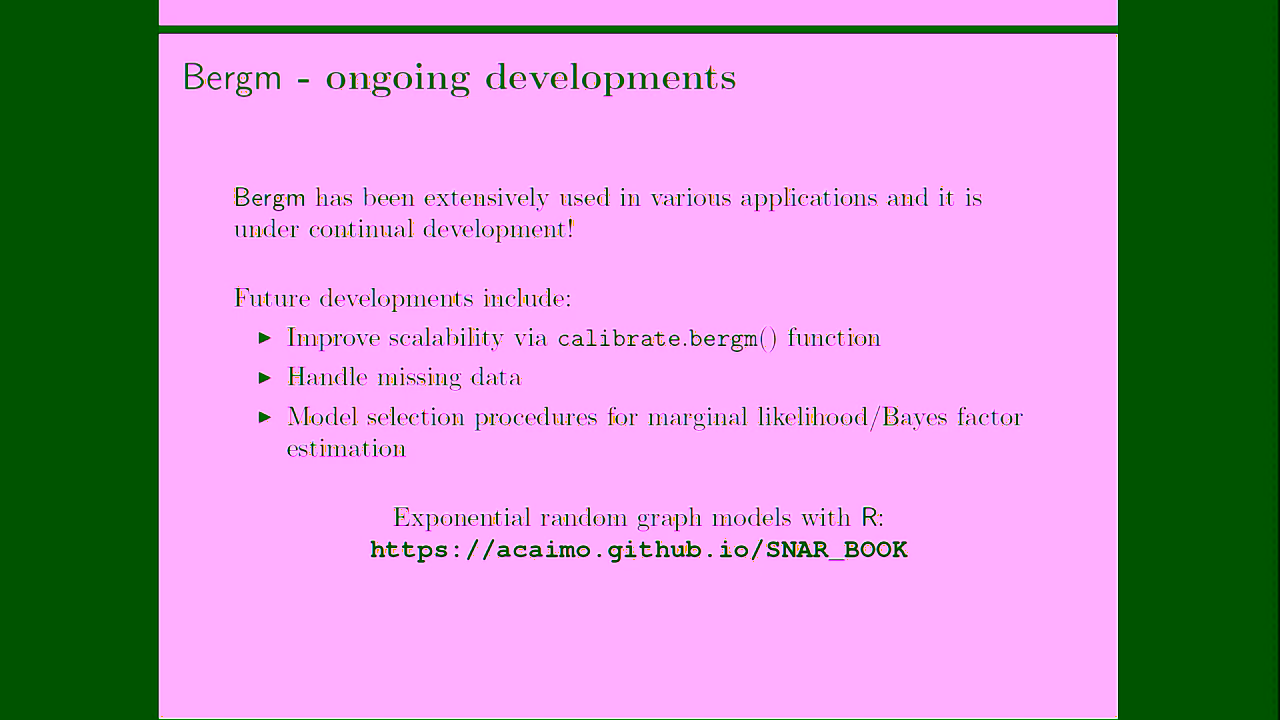 Bergm - ongoing developments
Bergm has been extensively used in various applications and it is
under continual development!
Future developments include:
▶ Improve scalability via calibrate.bergm() function
▶ Handle missing data
▶ Model selection procedures for marginal likelihood/Bayes factor
estimation
Exponential random graph models with R:
https://acaimo.github.io/SNAR_BOOK